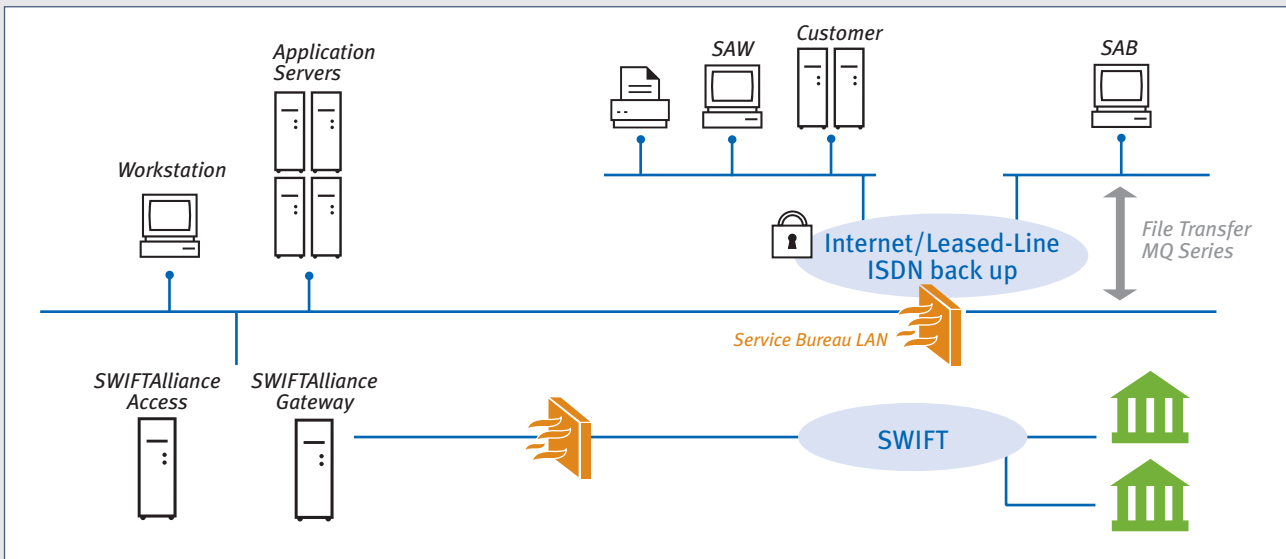 Application
Servers
SAW
Customer
SAB
Workstation
Internet/Leased-Line
ISDN back up
File Transfer
MQ Series
Service Bureau LAN
SWIFTAlliance
Access
SWIFTAlliance
Gateway
SWIFT